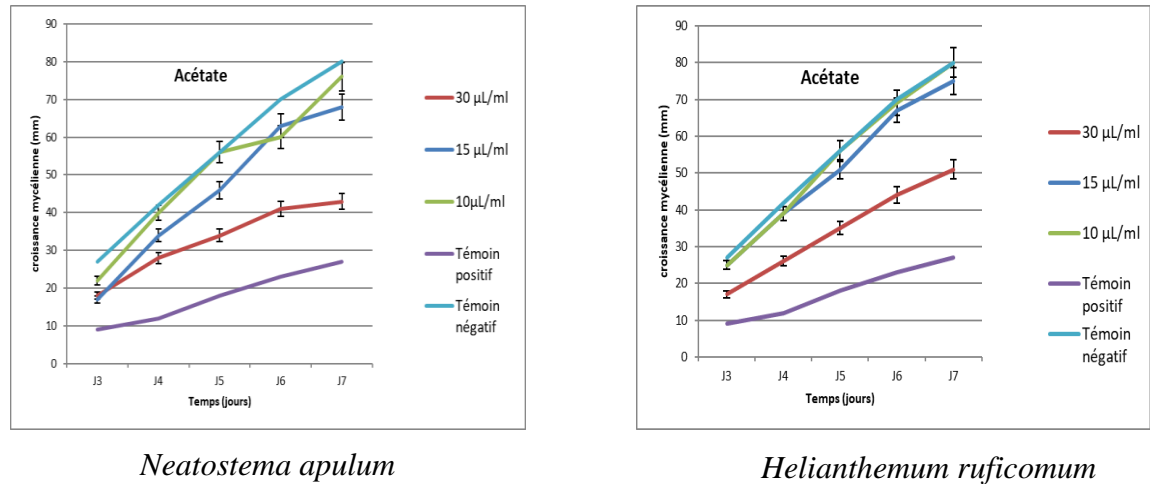 90
80
70
60
50
40
30
20
10
0
croissance mycélienne (mm)
Acétate
J3 J4 J5 J6 J7
Temps (jours)
30 µL/ml
15 µL/ml
10µL/ml
Témoin
positif
Témoin
négatif
Neatostema apulum
90
80
70
60
50
40
30
20
10
0
croissance mycélienne (mm)
Acétate
J3 J4 J5 J6 J7
Temps (jours)
30 µL/ml
15 µL/ml
10 µL/ml
Témoin
positif
Témoin
négatif
Helianthemum ruficomum